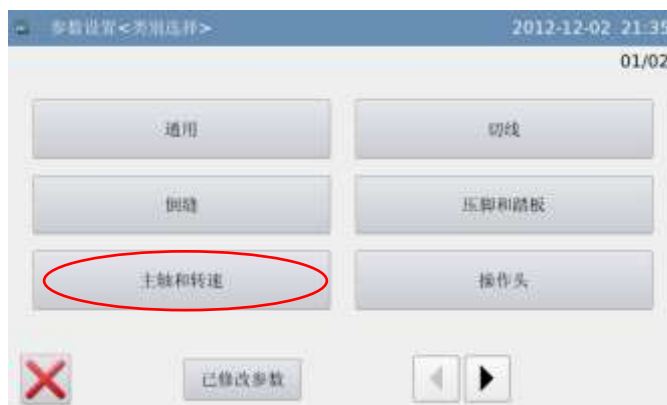 参数设置<类别选择> 2012-12-02 21:35
01/02
通用 切线
倒缝 压脚和踏板
主轴和转速 操作头
已修改参数